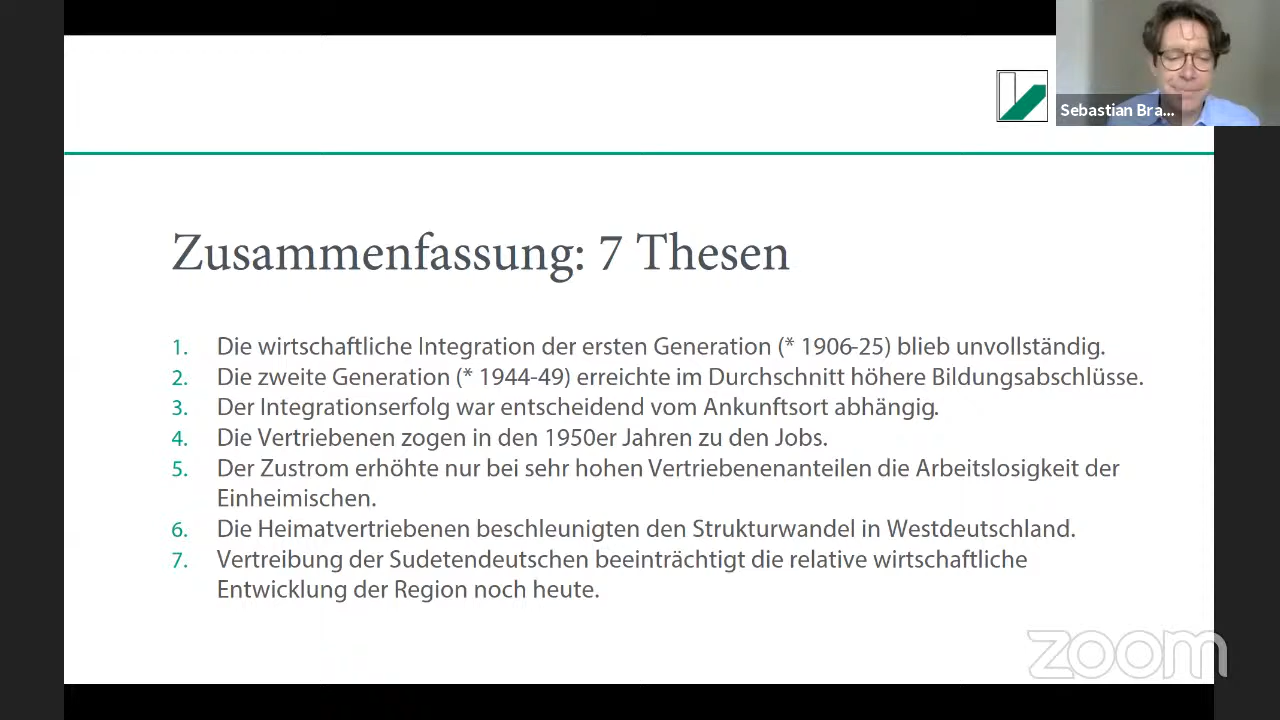 Sebastian Bra...
Zusammenfassung: 7 Thesen
1. Die wirtschaftliche Integration der ersten Generation (* 1906-25) blieb unvollständig.
2. Die zweite Generation (* 1944-49) erreichte im Durchschnitt höhere Bildungsabschlüsse.
3. Der Integrationserfolg war entscheidend vom Ankunftsort abhängig.
4. Die Vertriebenen zogen in den 1950er Jahren zu den Jobs.
5. Der Zustrom erhöhte nur bei sehr hohen Vertriebenenanteilen die Arbeitslosigkeit der
Einheimischen.
6. Die Heimatvertriebenen beschleunigten den Strukturwandel in Westdeutschland.
7. Vertreibung der Sudetendeutschen beeinträchtigt die relative wirtschaftliche
Entwicklung der Region noch heute.
zoom